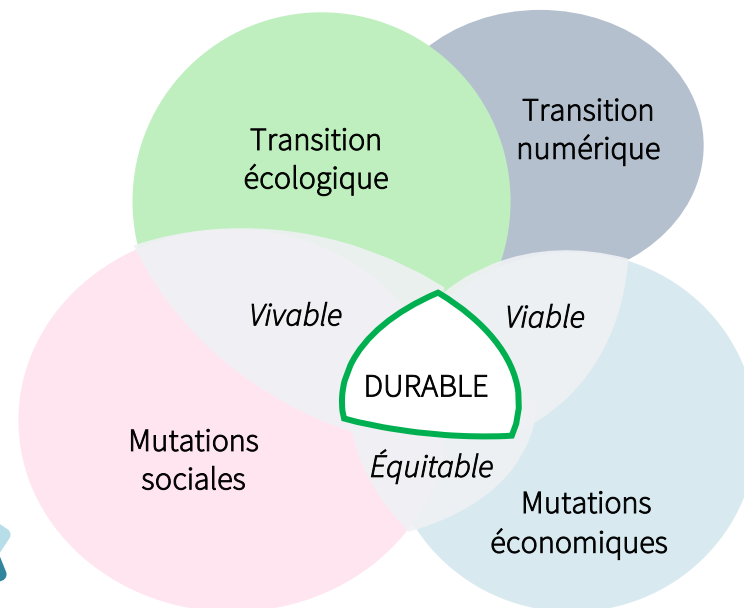 Transition
écologique
Transition
numérique
Vivable
Viable
DURABLE
Mutations
sociales
Équitable
Mutations
économiques